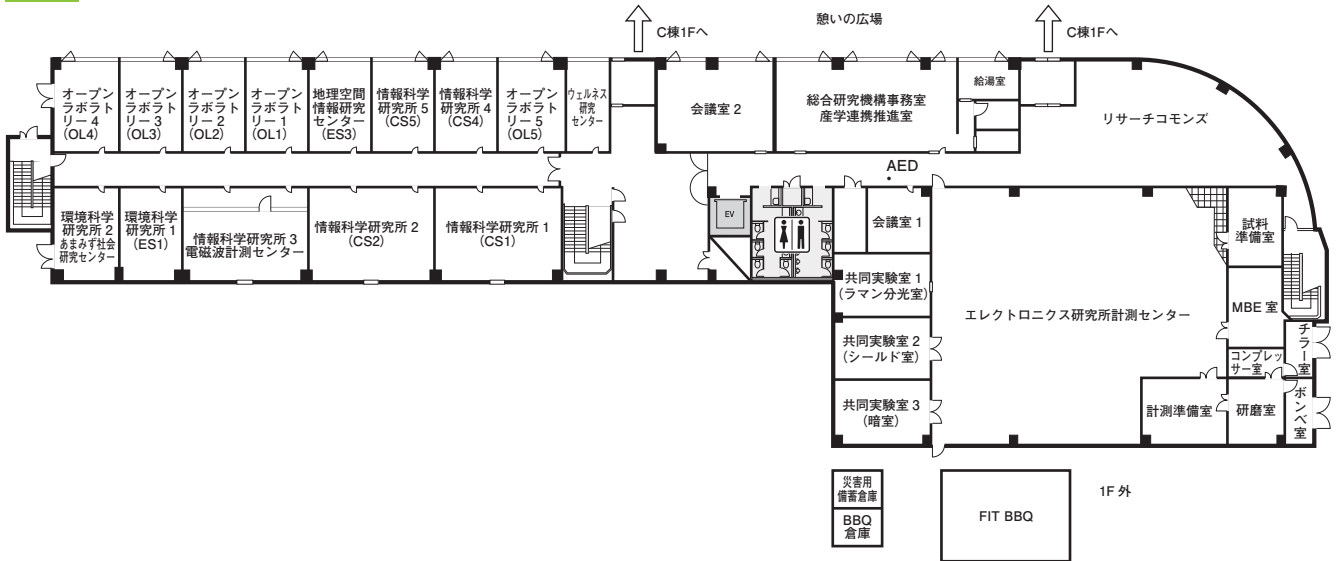 C棟1Fへ
憩いの広場
C棟1Fへ
オープン
ラボラト
リー4
（OL4）
オープン
ラボラト
リー3
（OL3）
オープン
ラボラト
リー2
（OL2）
オープン
ラボラト
リー1
（OL1）
地理空間
情報研究
センター
（ES3）
情報科学
研究所5
（CS5）
情報科学
研究所4
（CS4）
オープン
ラボラト
リー5
（OL5）
ウェルネス
研究
センター
会議室 2
総合研究機構事務室
産学連携推進室
給湯室
リサーチコモンズ
AED
環境科学
研究所 2
あまみず社会
研究センター
環境科学
研究所 1
（ES1）
情報科学研究所 3
電磁波計測センター
情報科学研究所 2
（CS2）
情報科学研究所 1
（CS1）
EV
会議室 1
試料
準備室
共同実験室 1
（ラマン分光室）
エレクトロニクス研究所計測センター
MBE 室
共同実験室 2
（シールド室）
コンプレッ
サー室
チラー室
共同実験室 3
（暗室）
計測準備室
研磨室
ボンベ室
災害用
備蓄倉庫
BBQ
倉庫
FIT BBQ
1F 外